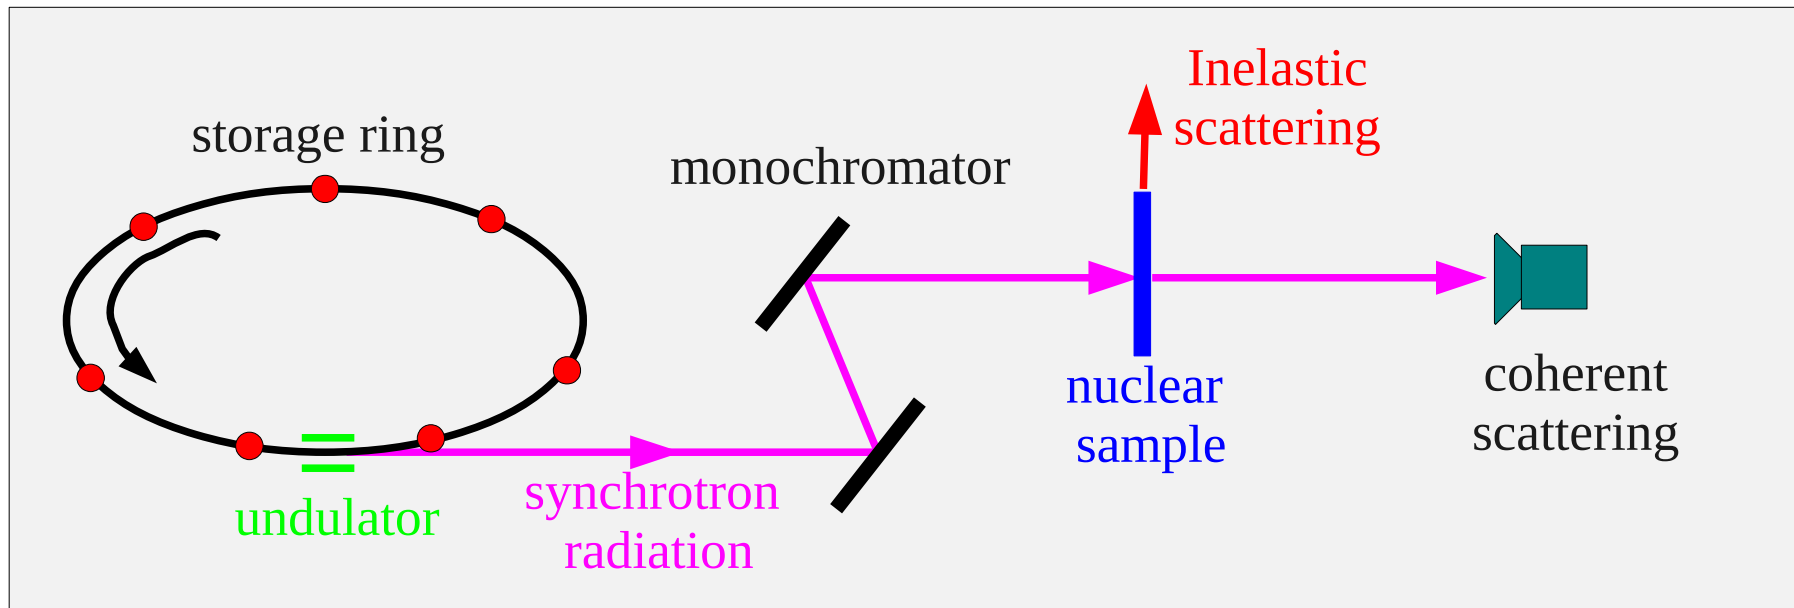 storage ring
undulator
synchrotron
radiation
monochromator
Inelastic
scattering
nuclear
sample
coherent
scattering